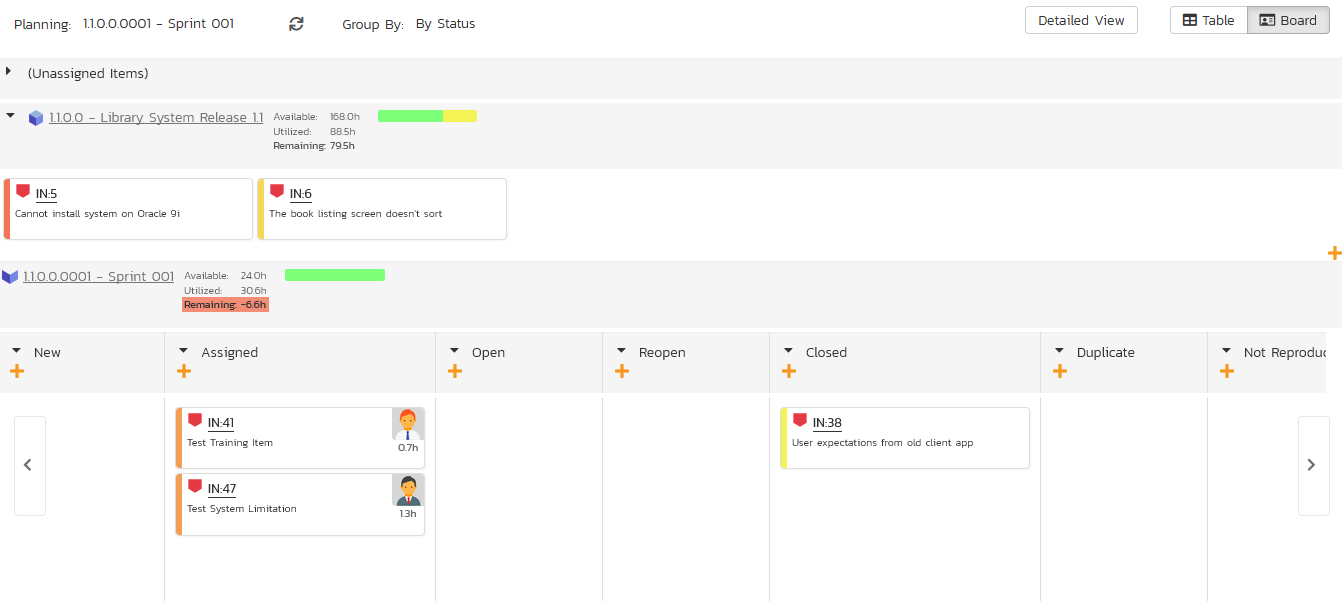 Planning: 1.1.0.0.0001 - Sprint 001 Group By: By Status Detailed View Table Board
(Unassigned Items)
1.1.0.0 - Library System Release 1.1
Available: 168.0h
Utilized: 88.5h
Remaining: 79.5h
IN:5
Cannot install system on Oracle 9i
IN:6
The book listing screen doesn't sort
1.1.0.0.0001 - Sprint 001
Available: 24.0h
Utilized: 30.6h
Remaining: -6.6h
New Assigned Open Reopen Closed Duplicate Not Reproduc
IN:41
Test Training Item
0.7h
IN:47
Test System Limitation
1.3h
IN:38
User expectations from old client app